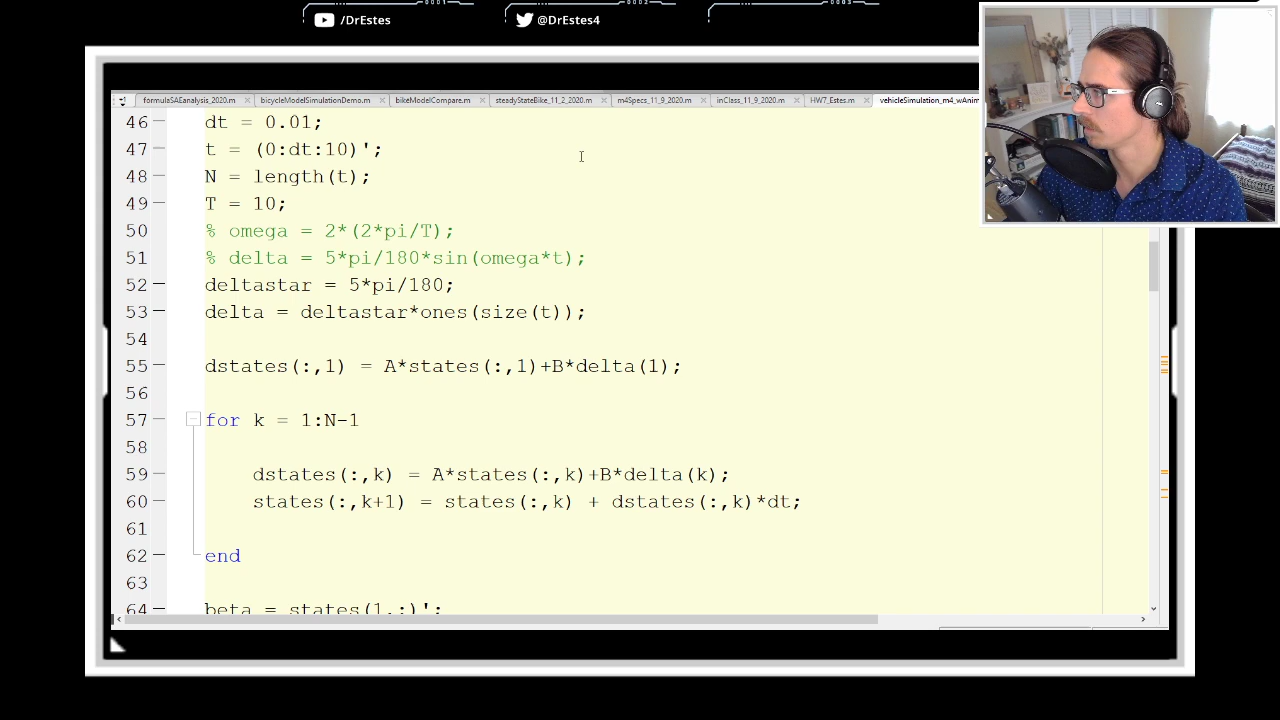 0001 0002 0003
/DrEstes @DrEstes4
formulaSAEanalysis_2020.m bicycleModelSimulationDemo.m bikeModelCompare.m steadyStateBike_11_2_2020.m m4Specs_11_9_2020.m inClass_11_9_2020.m HW7_Estes.m vehicleSimulation_m4_wAnim
46 dt = 0.01;
47 t = (0:dt:10)';
48 N = length(t);
49 T = 10;
50 % omega = 2*(2*pi/T);
51 % delta = 5*pi/180*sin(omega*t);
52 deltastar = 5*pi/180;
53 delta = deltastar*ones(size(t));
54
55 dstates(:,1) = A*states(:,1)+B*delta(1);
56
57 for k = 1:N-1
58
59 dstates(:,k) = A*states(:,k)+B*delta(k);
60 states(:,k+1) = states(:,k) + dstates(:,k)*dt;
61
62 end
63
64 beta = states(1,:)';